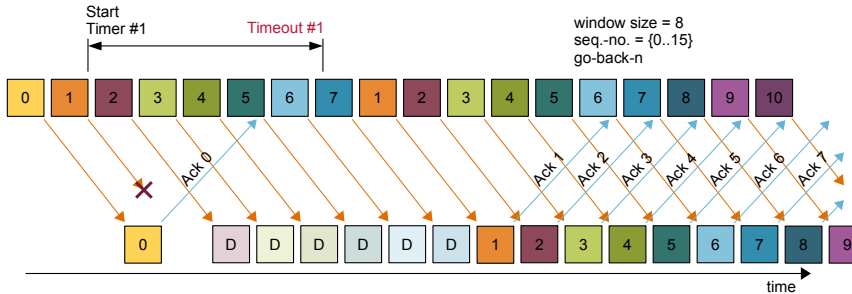 Start
Timer #1
Timeout #1
window size = 8
seq.-no. = {0..15}
go-back-n
0 1 2 3 4 5 6 7 1 2 3 4 5 6 7 8 9 10
Ack 0 Ack 1 Ack 2 Ack 3 Ack 4 Ack 5 Ack 6 Ack 7
0 D D D D D D 1 2 3 4 5 6 7 8 9
time